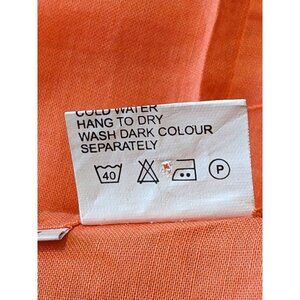 COLD WATER
HANG TO DRY
WASH DARK COLOUR
SEPARATELY
40 P